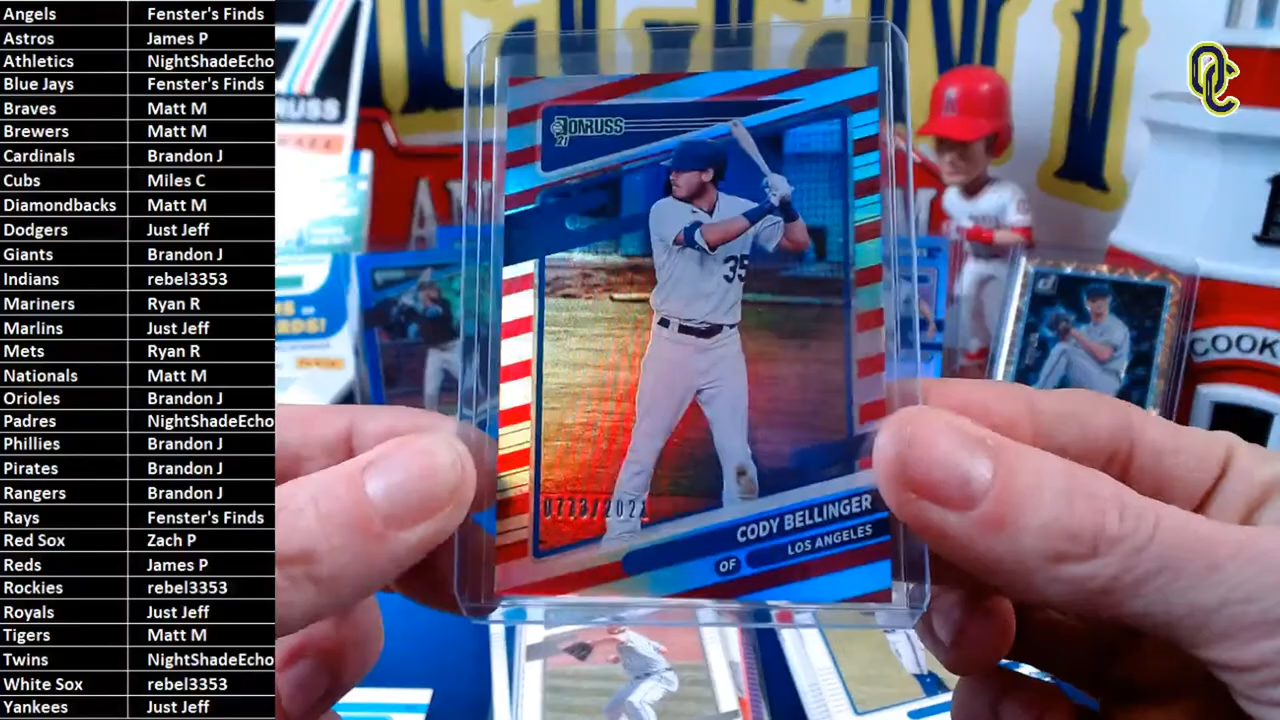 Angels Fenster's Finds
Astros James P
Athletics NightShadeEcho
Blue Jays Fenster's Finds
Braves Matt M
Brewers Matt M
Cardinals Brandon J
Cubs Miles C
Diamondbacks Matt M
Dodgers Just Jeff
Giants Brandon J
Indians rebel3353
Mariners Ryan R
Marlins Just Jeff
Mets Ryan R
Nationals Matt M
Orioles Brandon J
Padres NightShadeEcho
Phillies Brandon J
Pirates Brandon J
Rangers Brandon J
Rays Fenster's Finds
Red Sox Zach P
Reds James P
Rockies rebel3353
Royals Just Jeff
Tigers Matt M
Twins NightShadeEcho
White Sox rebel3353
Yankees Just Jeff
DONRUSS
21
35
CODY BELLINGER
OF LOS ANGELES
OC
COOK